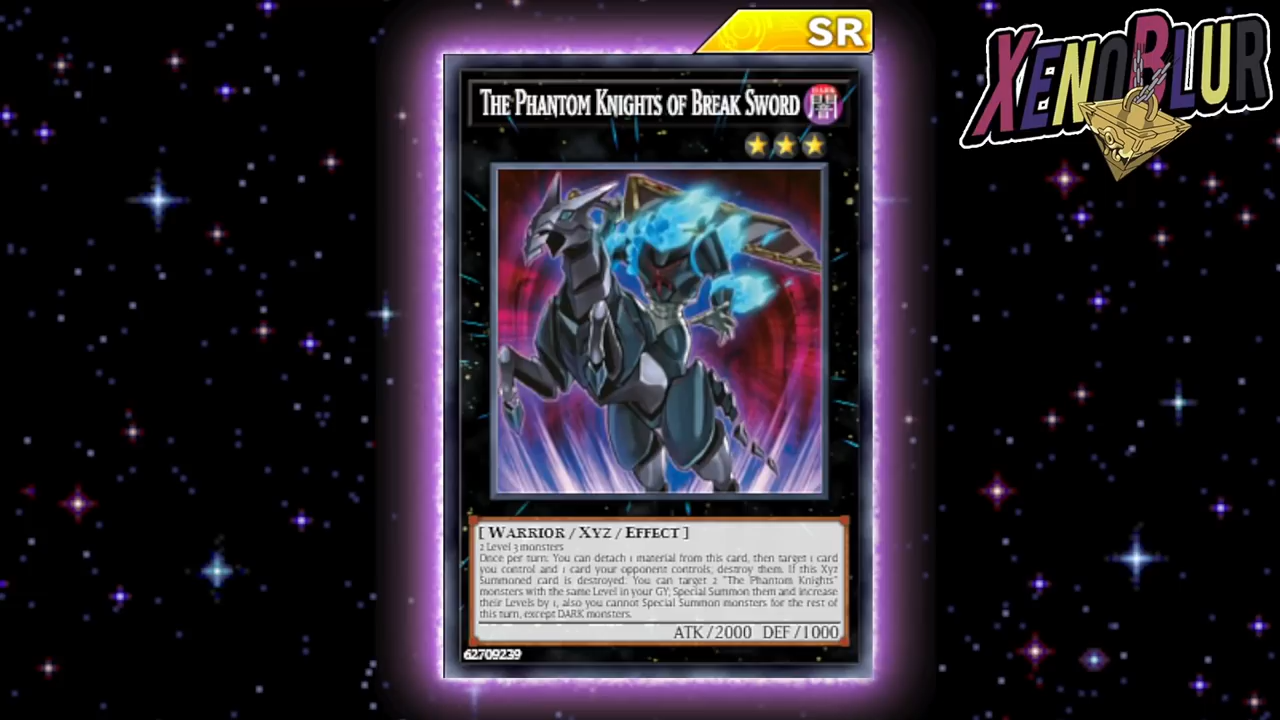 SR
XENOBLUR
THE PHANTOM KNIGHTS OF BREAK SWORD
DARK
闇
[ WARRIOR / XYZ / EFFECT ]
2 Level 3 monsters
Once per turn: You can detach 1 material from this card, then target 1 card
you control and 1 card your opponent controls; destroy them. If this Xyz
Summoned card is destroyed: You can target 2 "The Phantom Knights"
monsters with the same Level in your GY; Special Summon them and increase
their Levels by 1, also you cannot Special Summon monsters for the rest of
this turn, except DARK monsters.
ATK/2000 DEF/1000
62709239